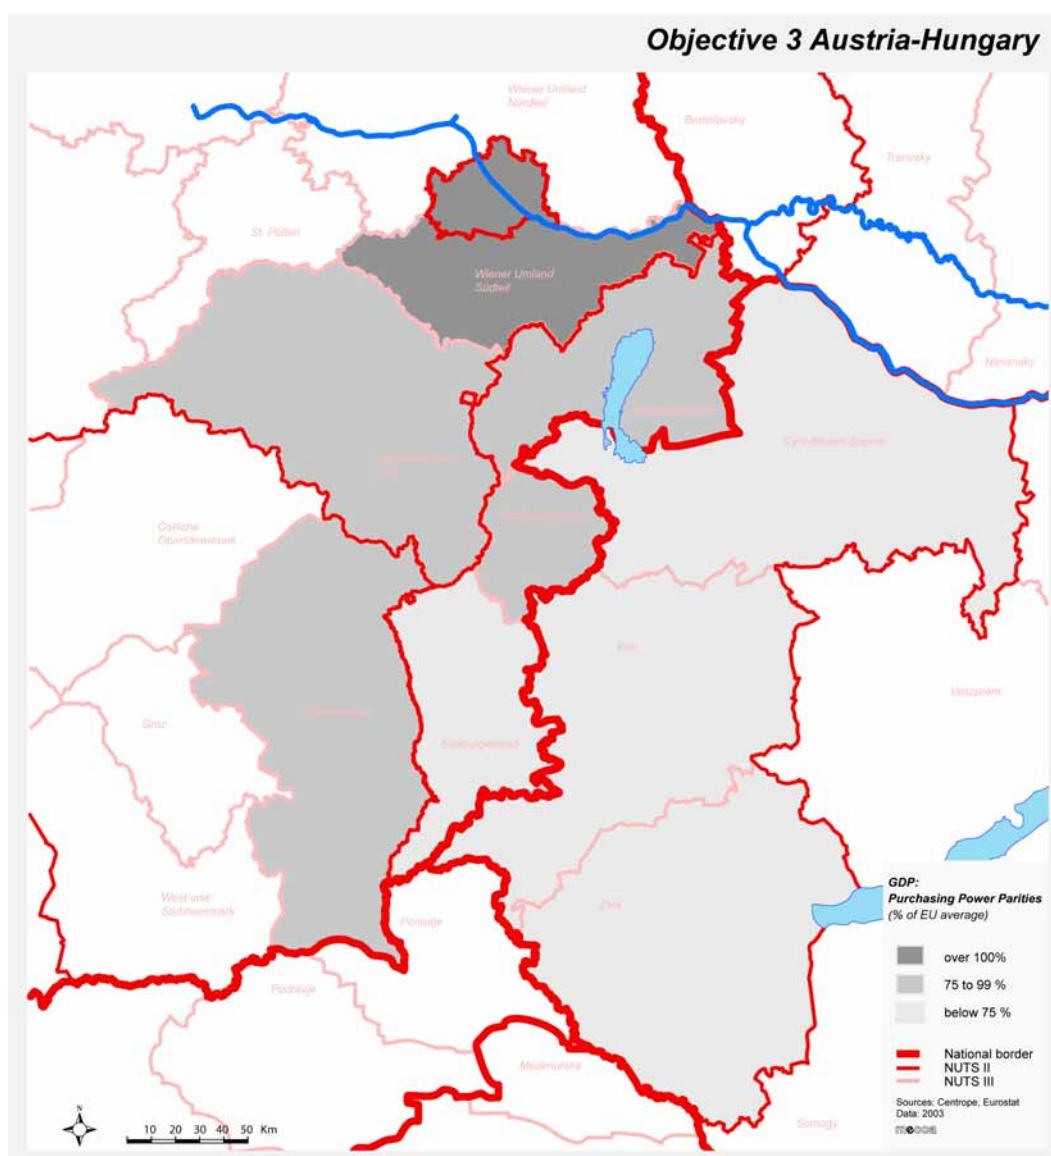 Objective 3 Austria-Hungary
Wiener Umland
Nordteil
Bratislavsky
Trnavsky
St. Pölten
Wiener Umland
Südteil
Nitriansky
Györ-Moson-Sopron
Östliche
Obersteiermark
Vas
Veszprém
Graz
Südburgenland
West und
Südsteiermark
Pomurje
Zala
Podravje
Medimurska
Somogy
GDP:
Purchasing Power Parities
(% of EU average)
over 100%
75 to 99 %
below 75 %
National border
NUTS II
NUTS III
Sources: Centrope, Eurostat
Data: 2003
mecca
10 20 30 40 50 Km